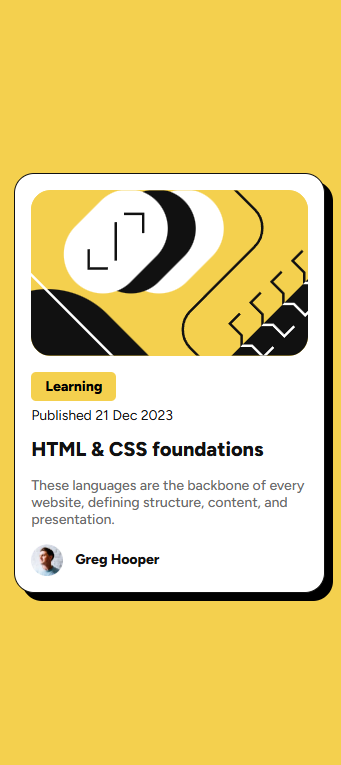 Learning
Published 21 Dec 2023
HTML & CSS foundations
These languages are the backbone of every
website, defining structure, content, and
presentation.
Greg Hooper